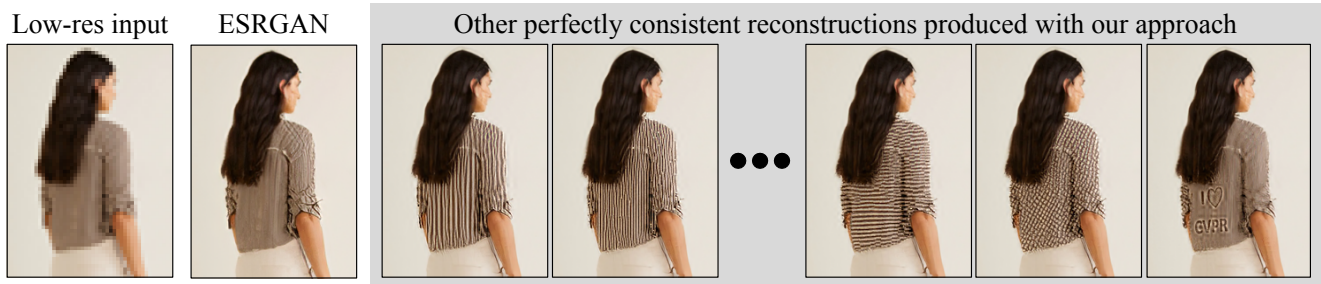 Low-res input
ESRGAN
Other perfectly consistent reconstructions produced with our approach
I♡
GVPR